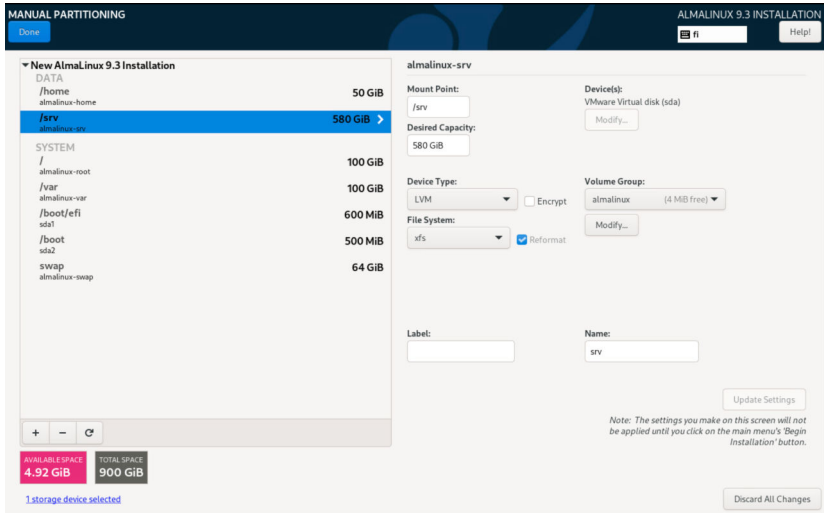 MANUAL PARTITIONING
ALMALINUX 9.3 INSTALLATION
Done
fi
Help!
New AlmaLinux 9.3 Installation
DATA
/home
50 GiB
almalinux-home
/srv
580 GiB
almalinux-srv
SYSTEM
/
100 GiB
almalinux-root
/var
100 GiB
almalinux-var
/boot/efi
600 MiB
sda1
/boot
500 MiB
sda2
swap
64 GiB
almalinux-swap
AVAILABLE SPACE
4.92 GiB
TOTAL SPACE
900 GiB
1 storage device selected
almalinux-srv
Mount Point:
/srv
Desired Capacity:
580 GiB
Device(s):
VMware Virtual disk (sda)
Modify...
Device Type:
LVM
Encrypt
Volume Group:
almalinux (4 MiB free)
Modify...
File System:
xfs
Reformat
Label:
Name:
srv
Update Settings
Note: The settings you make on this screen will not
be applied until you click on the main menu's 'Begin
Installation' button.
Discard All Changes